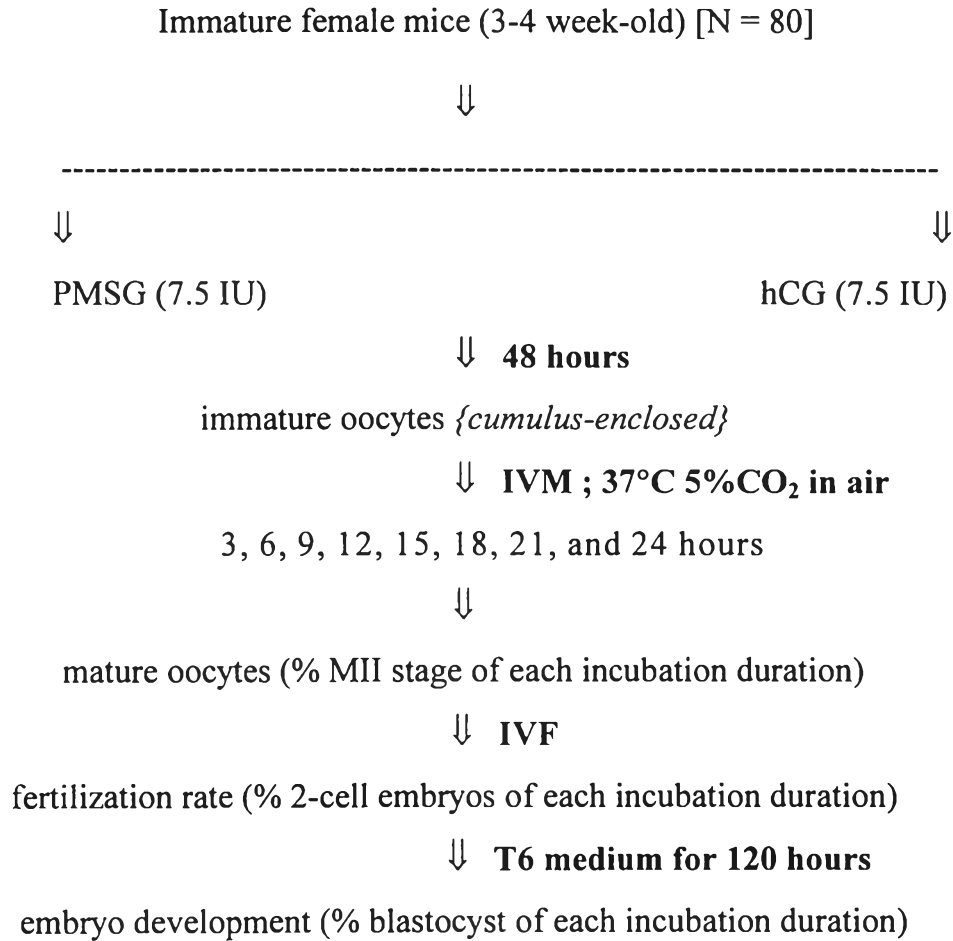 Immature female mice (3-4 week-old) [N = 80]
⇓
--------------------------------------------------------------------------------
⇓ ⇓
PMSG (7.5 IU) hCG (7.5 IU)
⇓ 48 hours
immature oocytes {cumulus-enclosed}
⇓ IVM ; 37°C 5%CO₂ in air
3, 6, 9, 12, 15, 18, 21, and 24 hours
⇓
mature oocytes (% MII stage of each incubation duration)
⇓ IVF
fertilization rate (% 2-cell embryos of each incubation duration)
⇓ T6 medium for 120 hours
embryo development (% blastocyst of each incubation duration)